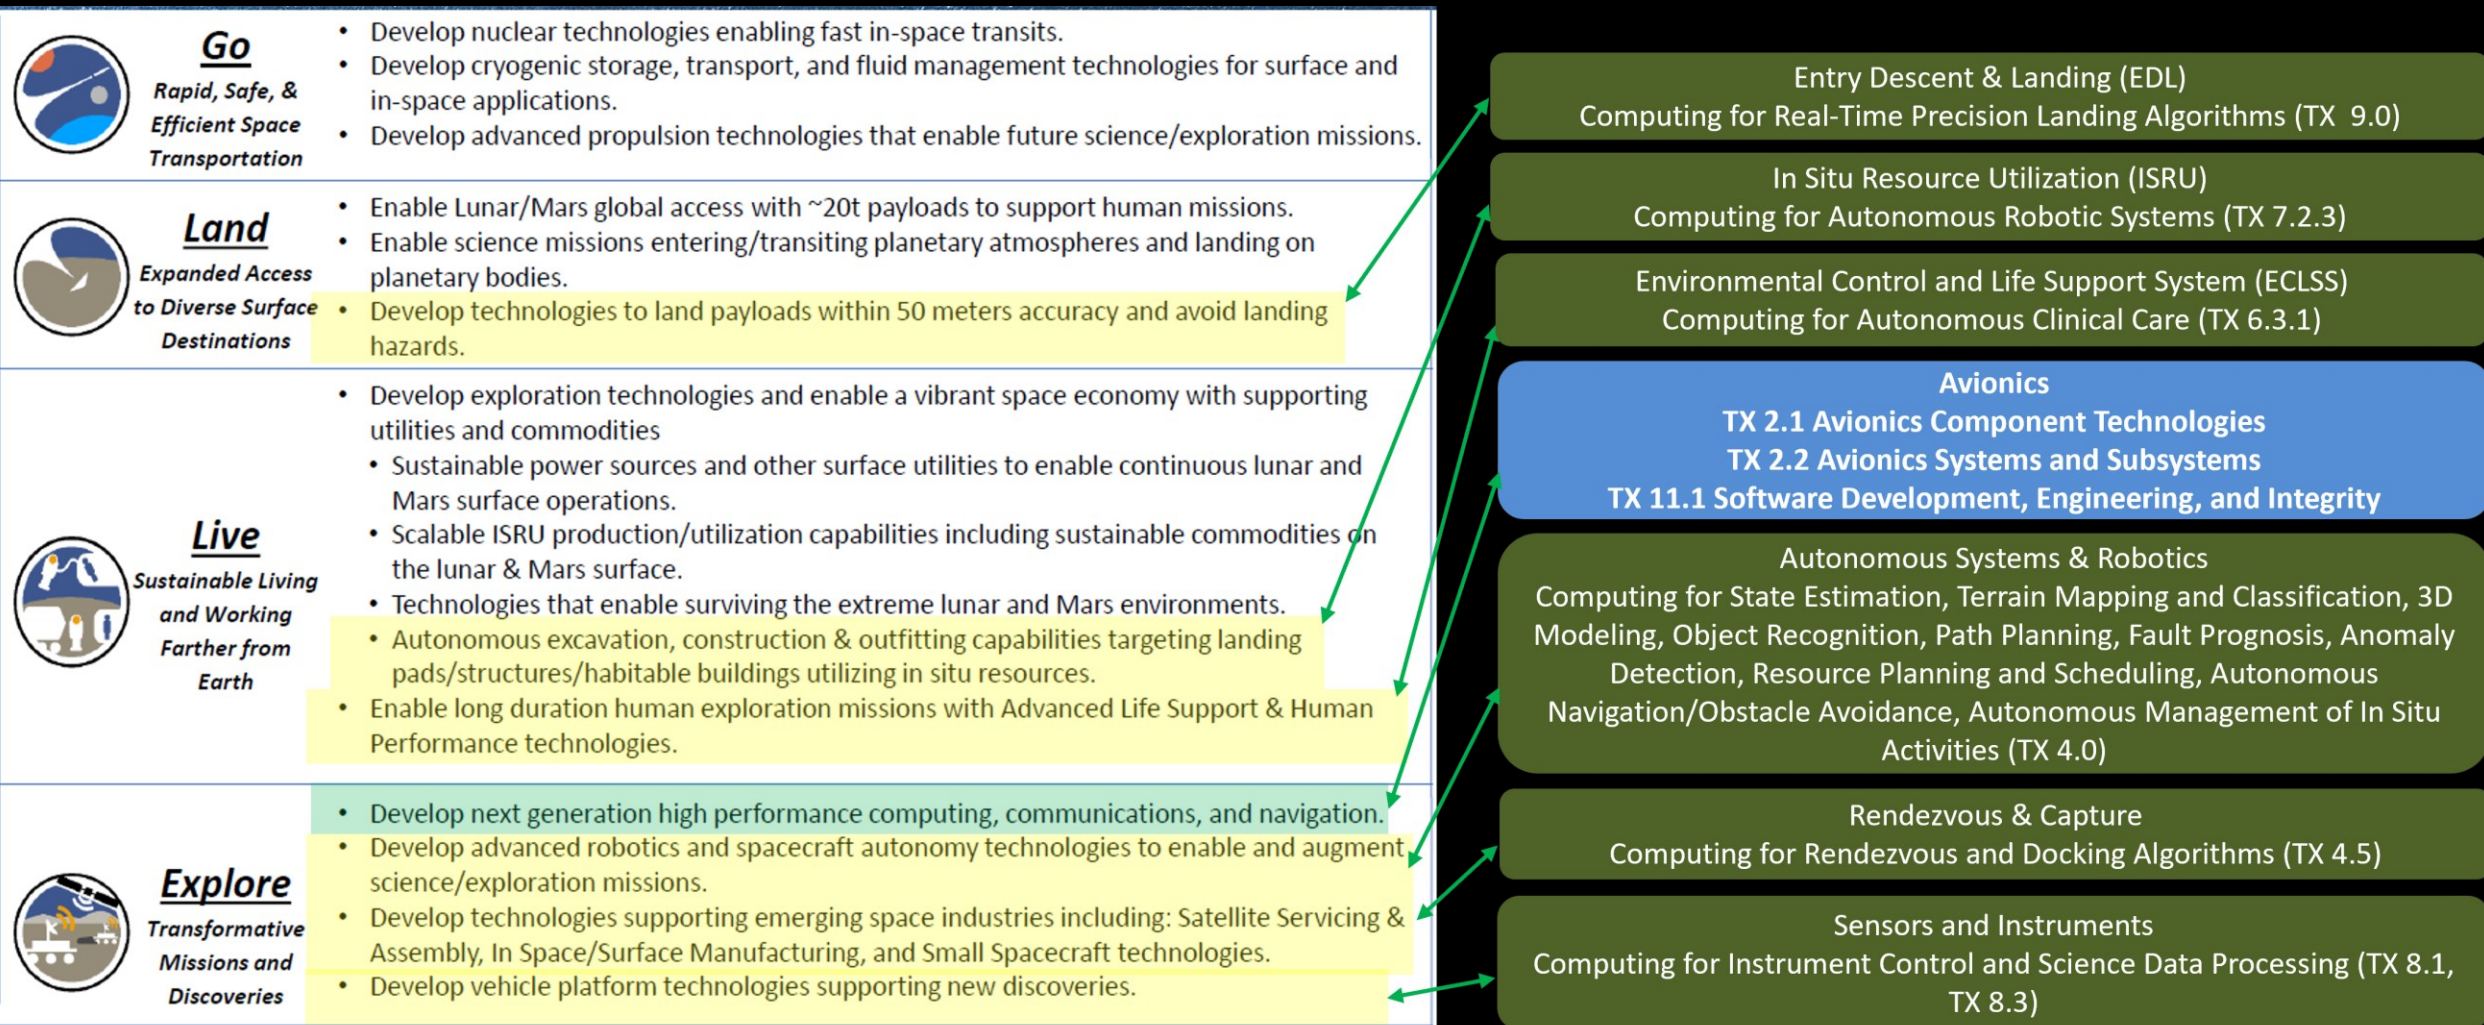 Go
Rapid, Safe, &
Efficient Space
Transportation
• Develop nuclear technologies enabling fast in-space transits.
• Develop cryogenic storage, transport, and fluid management technologies for surface and
in-space applications.
• Develop advanced propulsion technologies that enable future science/exploration missions.
Land
Expanded Access
to Diverse Surface
Destinations
• Enable Lunar/Mars global access with ~20t payloads to support human missions.
• Enable science missions entering/transiting planetary atmospheres and landing on
planetary bodies.
• Develop technologies to land payloads within 50 meters accuracy and avoid landing
hazards.
Live
Sustainable Living
and Working
Farther from
Earth
• Develop exploration technologies and enable a vibrant space economy with supporting
utilities and commodities
• Sustainable power sources and other surface utilities to enable continuous lunar and
Mars surface operations.
• Scalable ISRU production/utilization capabilities including sustainable commodities on
the lunar & Mars surface.
• Technologies that enable surviving the extreme lunar and Mars environments.
• Autonomous excavation, construction & outfitting capabilities targeting landing
pads/structures/habitable buildings utilizing in situ resources.
• Enable long duration human exploration missions with Advanced Life Support & Human
Performance technologies.
Explore
Transformative
Missions and
Discoveries
• Develop next generation high performance computing, communications, and navigation.
• Develop advanced robotics and spacecraft autonomy technologies to enable and augment
science/exploration missions.
• Develop technologies supporting emerging space industries including: Satellite Servicing &
Assembly, In Space/Surface Manufacturing, and Small Spacecraft technologies.
• Develop vehicle platform technologies supporting new discoveries.
Entry Descent & Landing (EDL)
Computing for Real-Time Precision Landing Algorithms (TX 9.0)
In Situ Resource Utilization (ISRU)
Computing for Autonomous Robotic Systems (TX 7.2.3)
Environmental Control and Life Support System (ECLSS)
Computing for Autonomous Clinical Care (TX 6.3.1)
Avionics
TX 2.1 Avionics Component Technologies
TX 2.2 Avionics Systems and Subsystems
TX 11.1 Software Development, Engineering, and Integrity
Autonomous Systems & Robotics
Computing for State Estimation, Terrain Mapping and Classification, 3D
Modeling, Object Recognition, Path Planning, Fault Prognosis, Anomaly
Detection, Resource Planning and Scheduling, Autonomous
Navigation/Obstacle Avoidance, Autonomous Management of In Situ
Activities (TX 4.0)
Rendezvous & Capture
Computing for Rendezvous and Docking Algorithms (TX 4.5)
Sensors and Instruments
Computing for Instrument Control and Science Data Processing (TX 8.1,
TX 8.3)